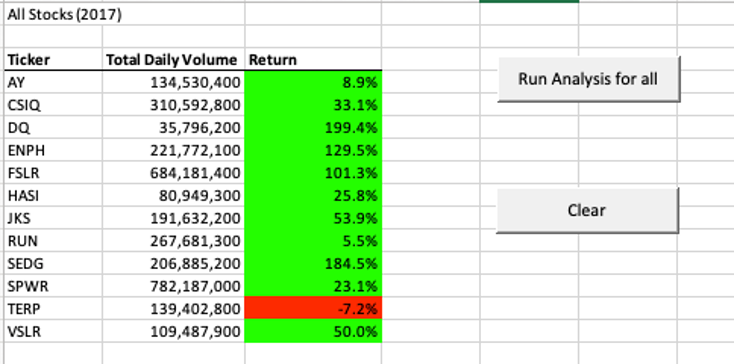 All Stocks (2017)
Ticker Total Daily Volume Return
AY 134,530,400 8.9%
CSIQ 310,592,800 33.1%
DQ 35,796,200 199.4%
ENPH 221,772,100 129.5%
FSLR 684,181,400 101.3%
HASI 80,949,300 25.8%
JKS 191,632,200 53.9%
RUN 267,681,300 5.5%
SEDG 206,885,200 184.5%
SPWR 782,187,000 23.1%
TERP 139,402,800 -7.2%
VSLR 109,487,900 50.0%
Run Analysis for all
Clear